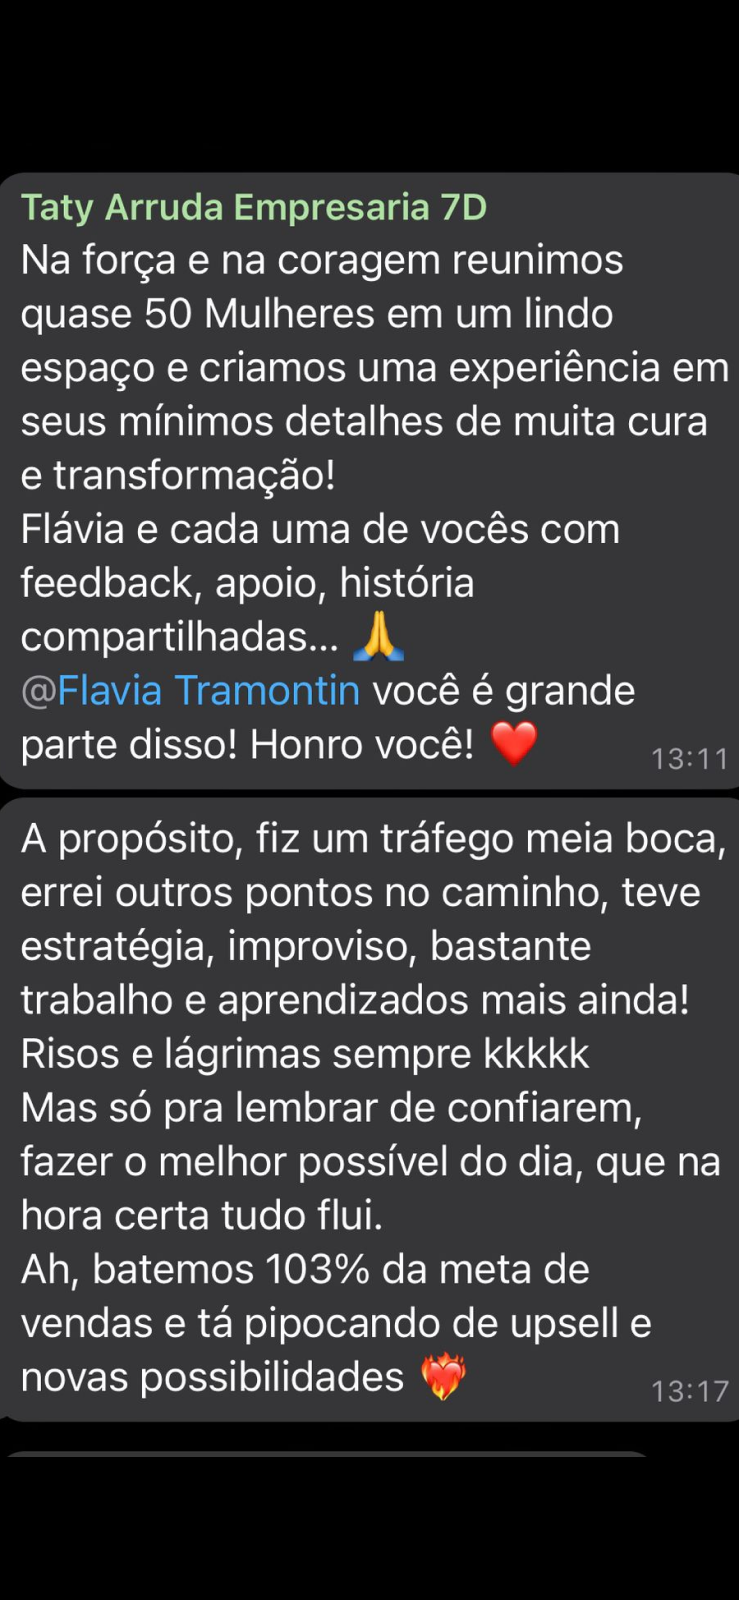 Taty Arruda Empresaria 7D
Na força e na coragem reunimos
quase 50 Mulheres em um lindo
espaço e criamos uma experiência em
seus mínimos detalhes de muita cura
e transformação!
Flávia e cada uma de vocês com
feedback, apoio, história
compartilhadas... 🙏
@Flavia Tramontin você é grande
parte disso! Honro você! ❤️
13:11
A propósito, fiz um tráfego meia boca,
errei outros pontos no caminho, teve
estratégia, improviso, bastante
trabalho e aprendizados mais ainda!
Risos e lágrimas sempre kkkkk
Mas só pra lembrar de confiarem,
fazer o melhor possível do dia, que na
hora certa tudo flui.
Ah, batemos 103% da meta de
vendas e tá pipocando de upsell e
novas possibilidades ❤️‍🔥
13:17